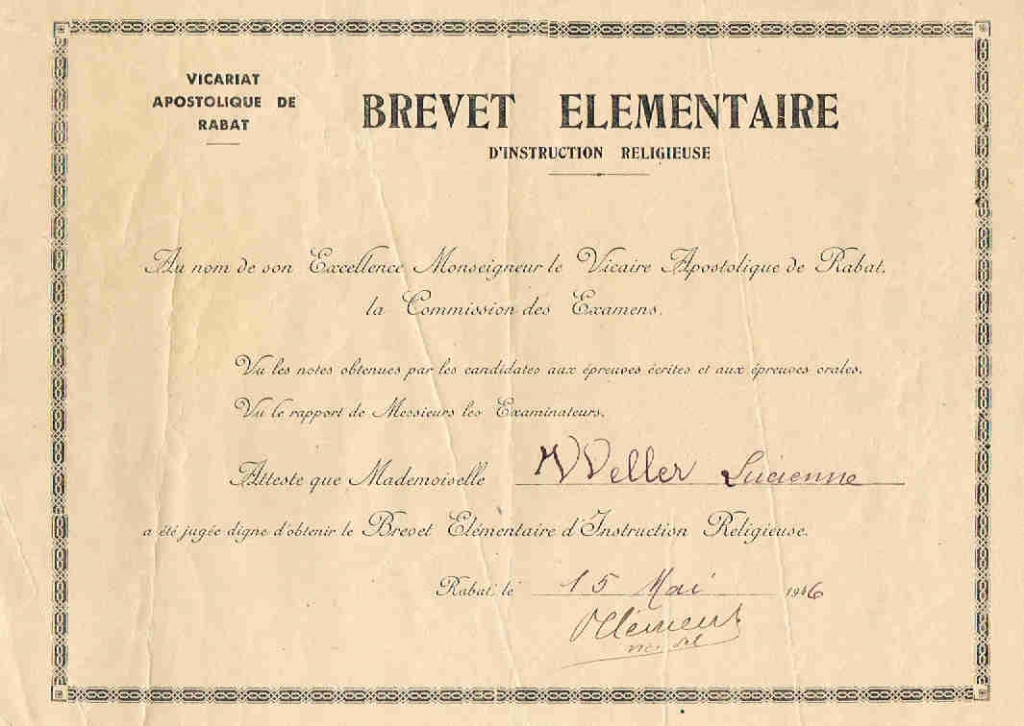 VICARIAT
APOSTOLIQUE DE
RABAT
BREVET ELEMENTAIRE
D'INSTRUCTION RELIGIEUSE
Au nom de son Excellence Monseigneur le Vicaire Apostolique de Rabat,
la Commission des Examens,
Vu les notes obtenues par les candidates aux épreuves écrites et aux épreuves orales,
Vu le rapport de Messieurs les Examinateurs,
Atteste que Mademoiselle Weller Lucienne
a été jugée digne d'obtenir le Brevet Elémentaire d'Instruction Religieuse.
Rabat, le 15 Mai 1946
Clément